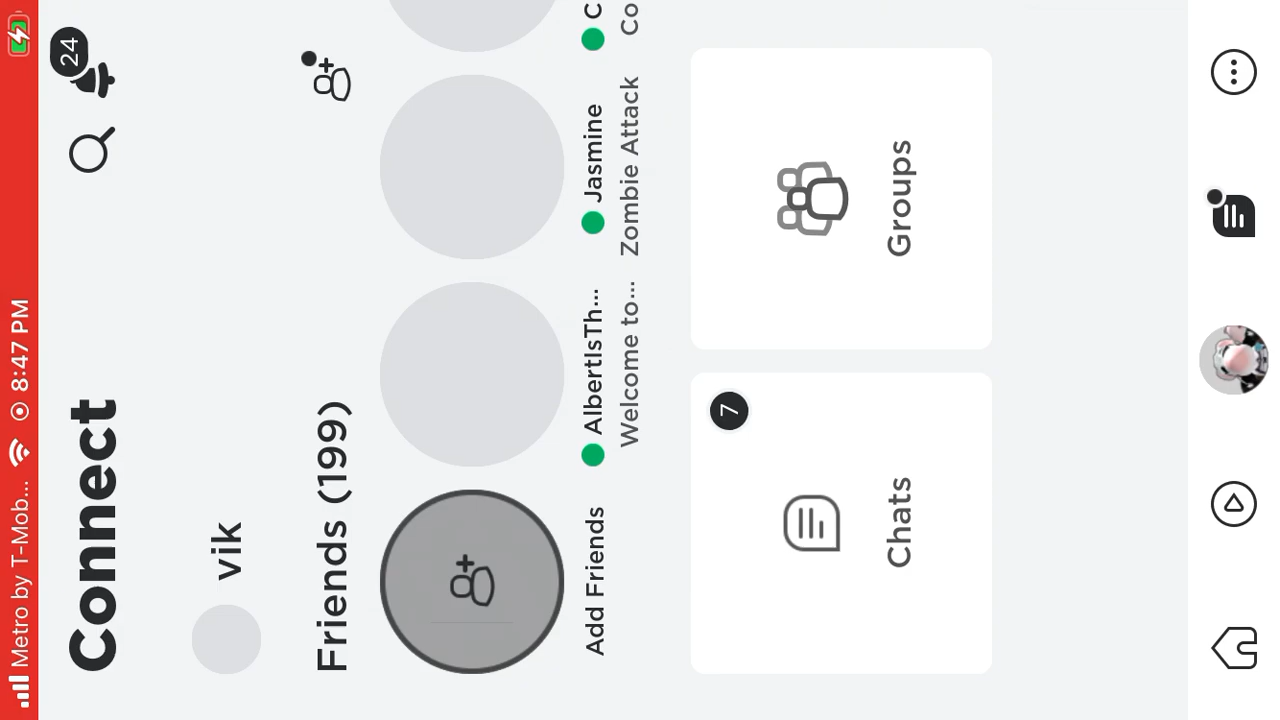 Metro by T-Mob... 8:47 PM
Connect
24
vik
Friends (199)
Add Friends
AlbertIsTh...
Welcome to...
Jasmine
Zombie Attack
C
Co
Chats
7
Groups